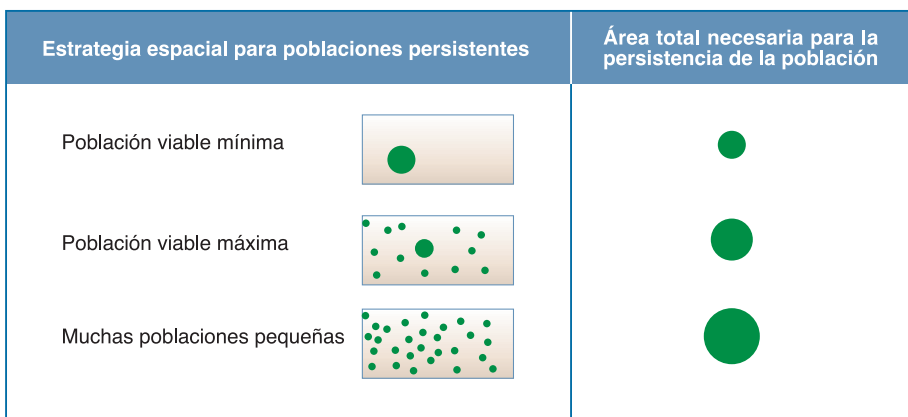 Estrategia espacial para poblaciones persistentes
Área total necesaria para la
persistencia de la población
Población viable mínima
Población viable máxima
Muchas poblaciones pequeñas